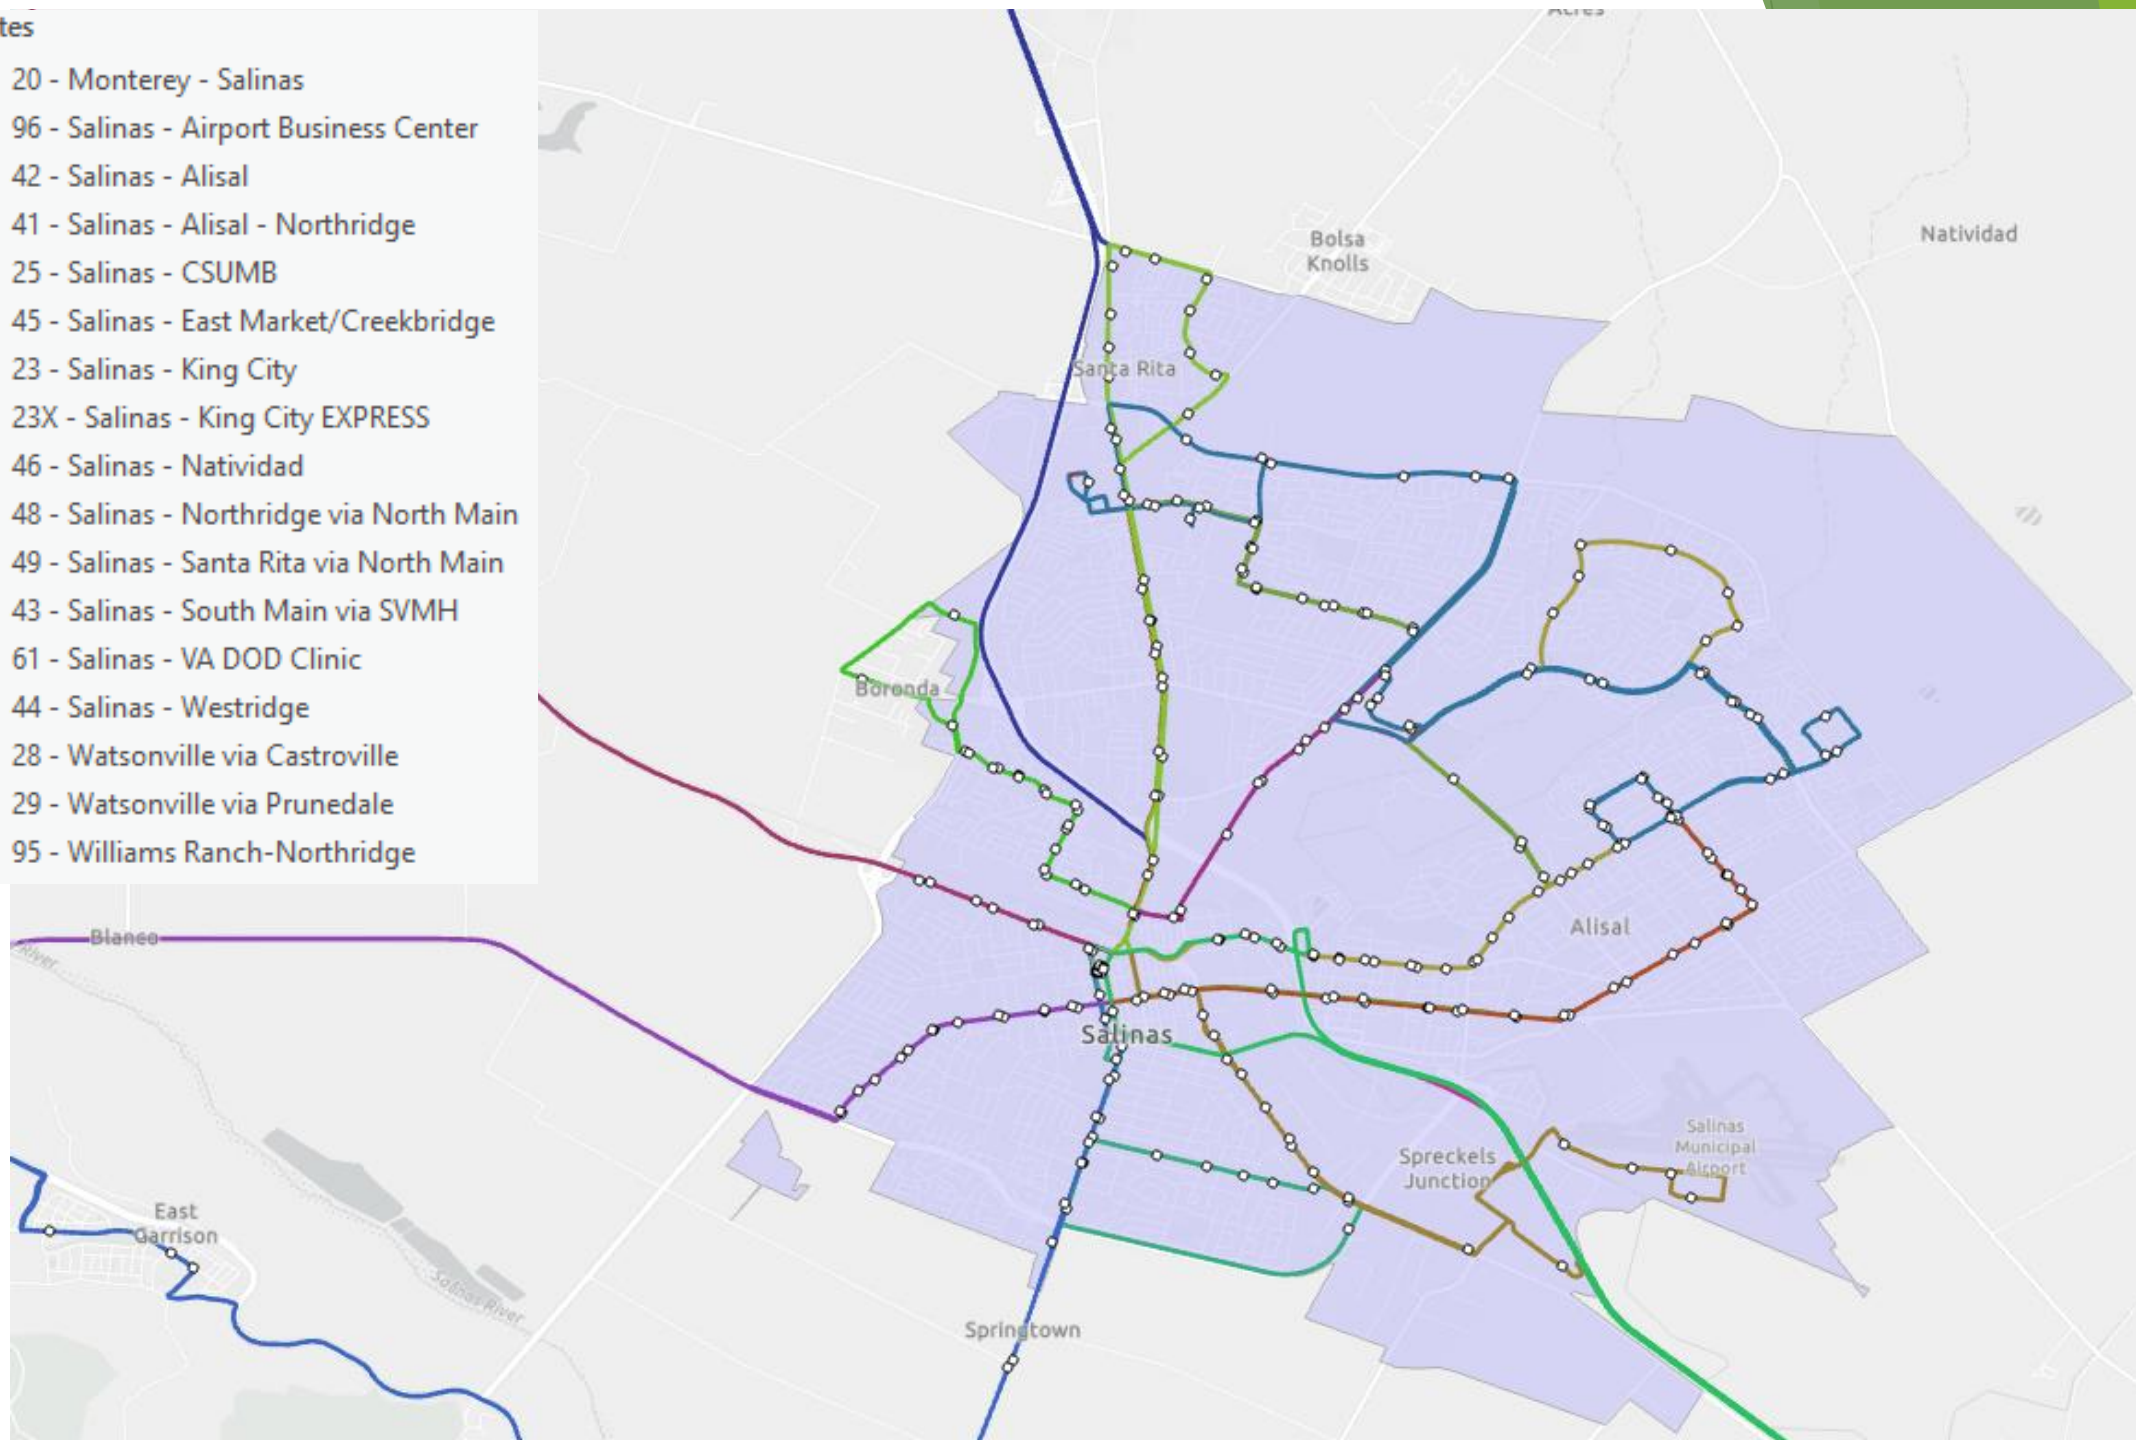 tes
20 - Monterey - Salinas
96 - Salinas - Airport Business Center
42 - Salinas - Alisal
41 - Salinas - Alisal - Northridge
25 - Salinas - CSUMB
45 - Salinas - East Market/Creekbridge
23 - Salinas - King City
23X - Salinas - King City EXPRESS
46 - Salinas - Natividad
48 - Salinas - Northridge via North Main
49 - Salinas - Santa Rita via North Main
43 - Salinas - South Main via SVMH
61 - Salinas - VA DOD Clinic
44 - Salinas - Westridge
28 - Watsonville via Castroville
29 - Watsonville via Prunedale
95 - Williams Ranch-Northridge
Acres
Bolsa
Knolls
Natividad
Santa Rita
Boronda
Blanco
River
Alisal
Salinas
Salinas
Municipal
Airport
Spreckels
Junction
East
Garrison
Salinas River
Springtown